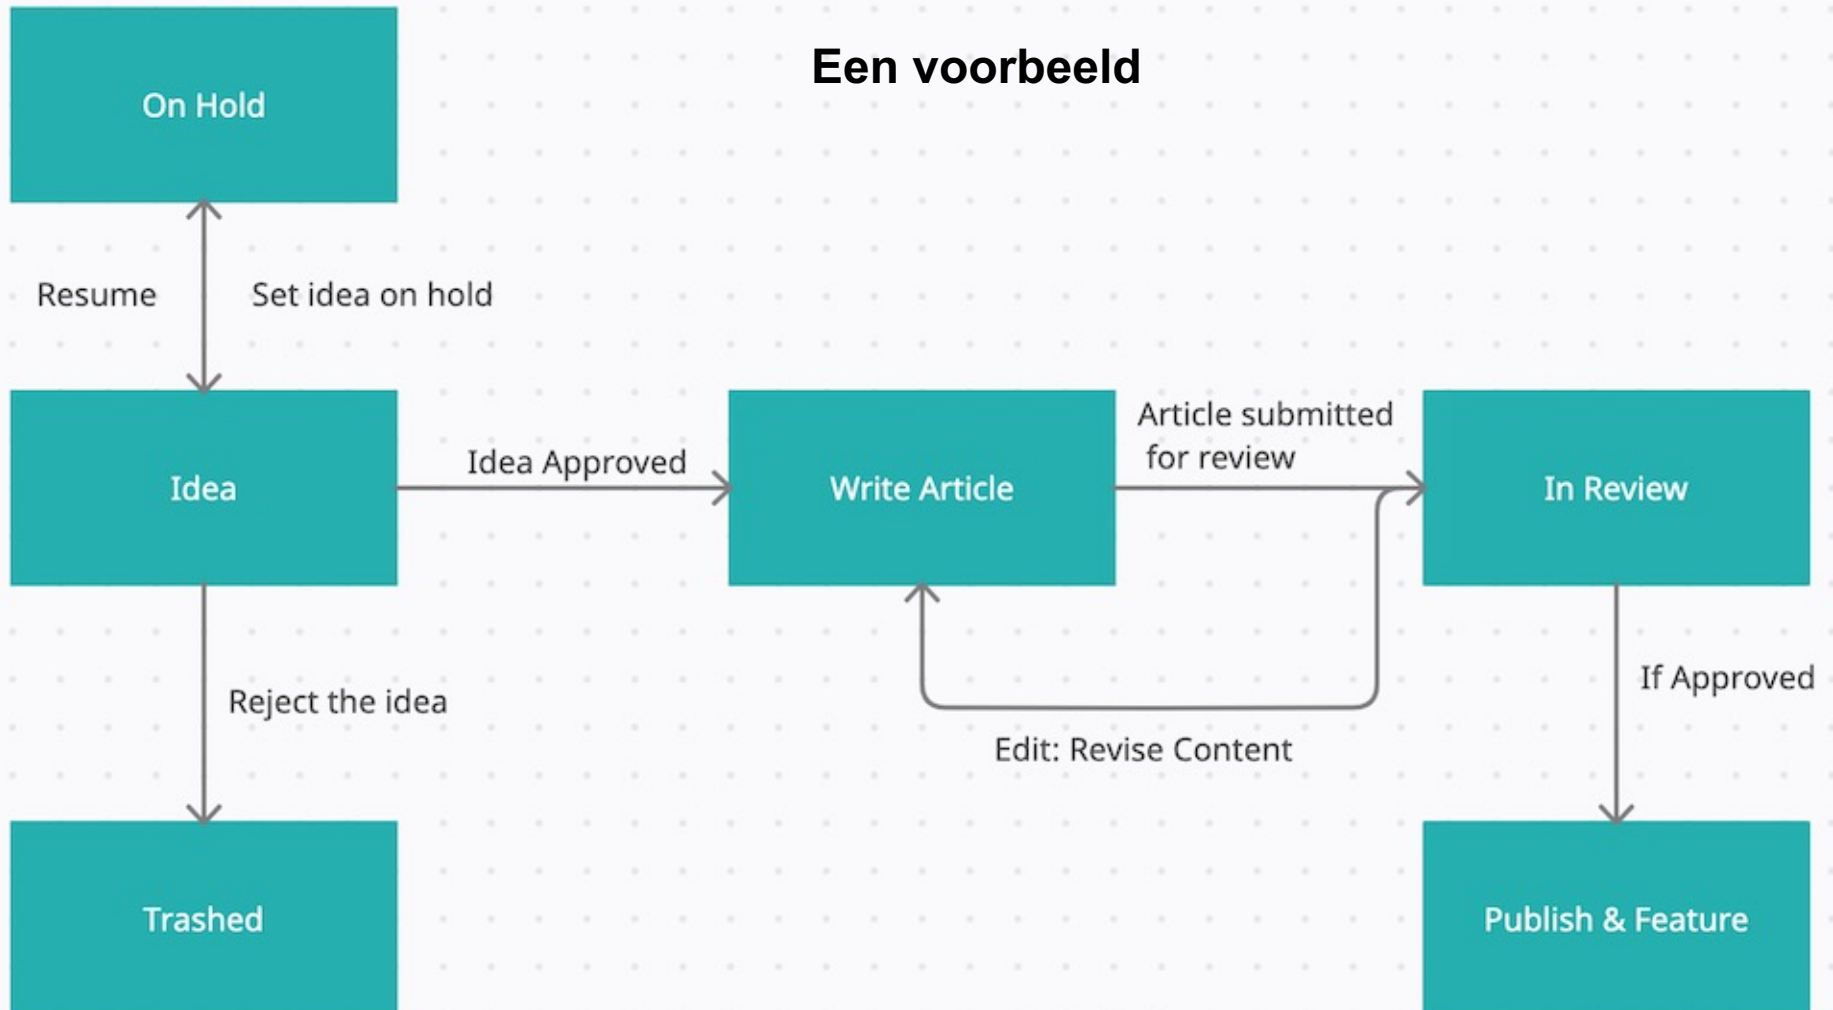 Een voorbeeld
On Hold
Resume
Set idea on hold
Idea
Idea Approved
Write Article
Article submitted
for review
In Review
Reject the idea
Edit: Revise Content
If Approved
Trashed
Publish & Feature